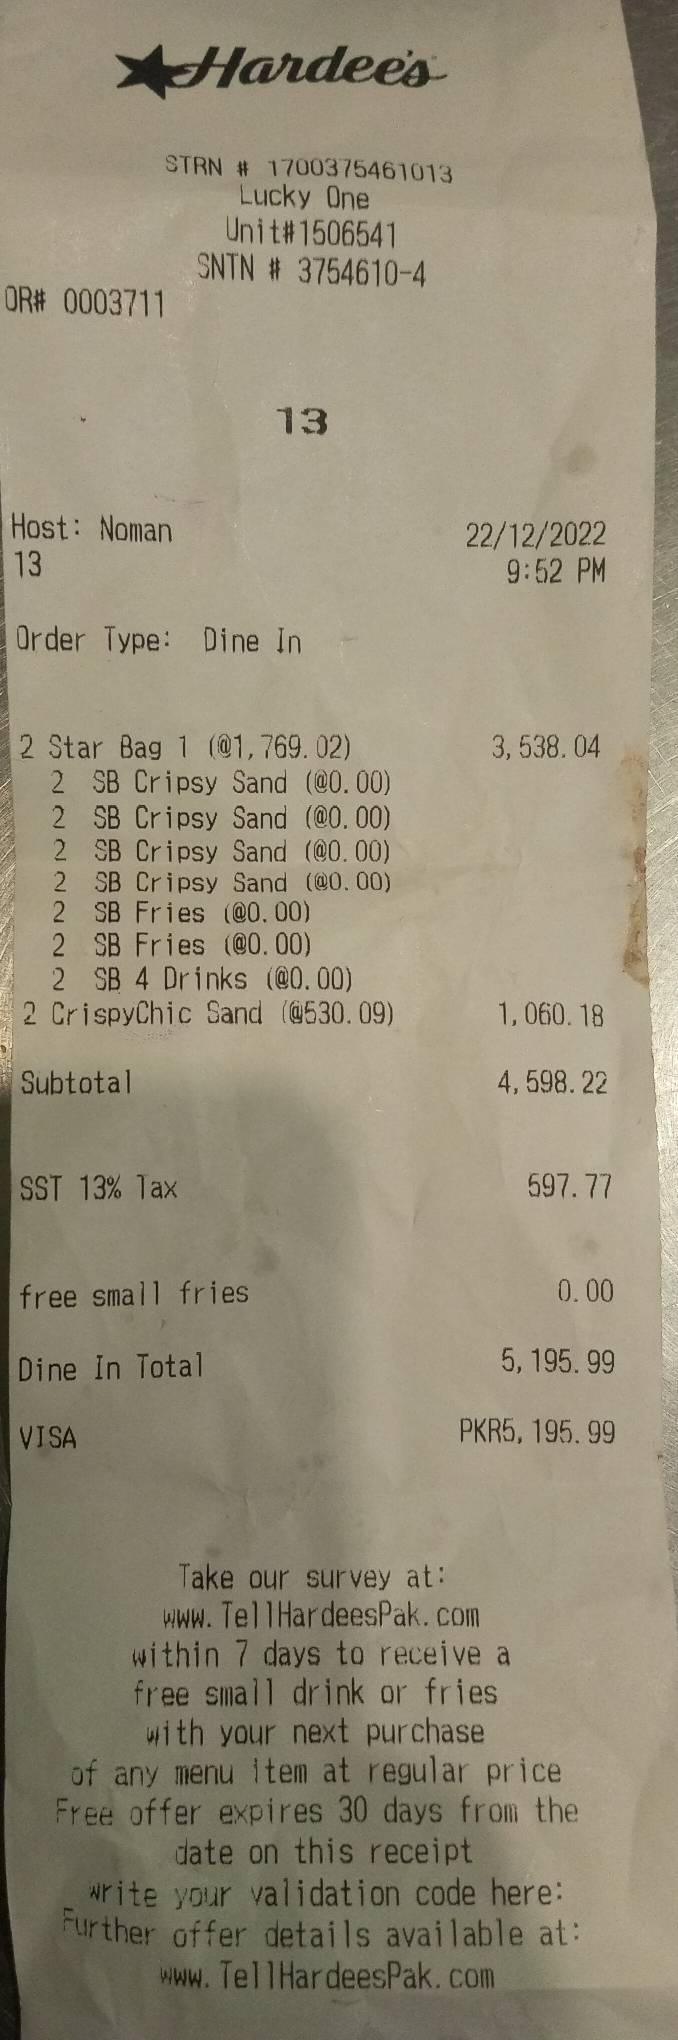 Hardee's
STRN # 1700375461013
Lucky One
Unit#1506541
SNTN # 3754610-4
OR# 0003711
13
Host: Noman 22/12/2022
13 9:52 PM
Order Type: Dine In
2 Star Bag 1 (@1,769.02) 3,538.04
2 SB Cripsy Sand (@0.00)
2 SB Cripsy Sand (@0.00)
2 SB Cripsy Sand (@0.00)
2 SB Cripsy Sand (@0.00)
2 SB Fries (@0.00)
2 SB Fries (@0.00)
2 SB 4 Drinks (@0.00)
2 CrispyChic Sand (@530.09) 1,060.18
Subtotal 4,598.22
SST 13% Tax 597.77
free small fries 0.00
Dine In Total 5,195.99
VISA PKR5,195.99
Take our survey at:
www.TellHardeesPak.com
within 7 days to receive a
free small drink or fries
with your next purchase
of any menu item at regular price
Free offer expires 30 days from the
date on this receipt
write your validation code here:
Further offer details available at:
www.TellHardeesPak.com